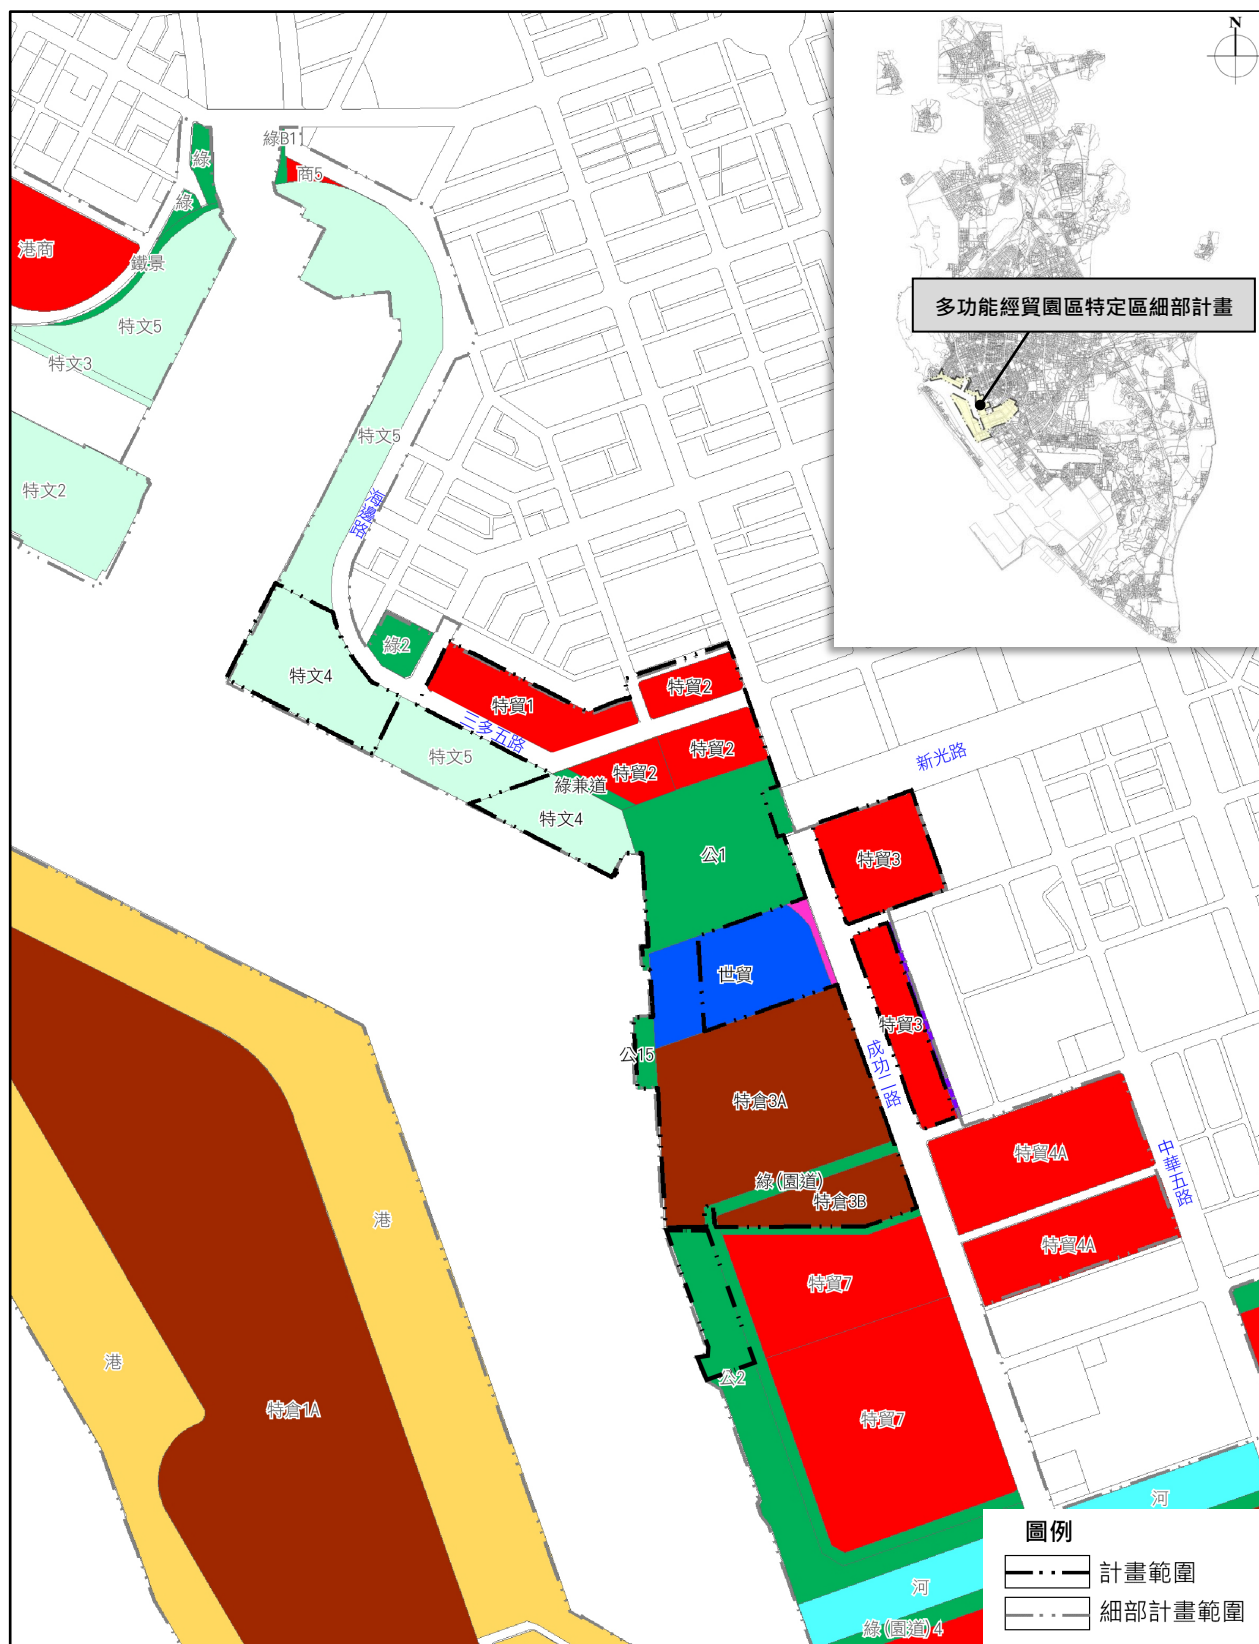 N
多功能經貿園區特定區細部計畫
綠B1
綠
商5
綠
港商
鐵景
特文5
特文3
特文5
特文2
海邊路
綠2
特文4
特貿1
特貿2
三多五路
特貿2
特文5
新光路
特貿2
綠兼道
特文4
公1
特貿3
世貿
特貿3
公15
成功二路
特倉3A
特貿4A
中華五路
綠(園道)
特倉3B
港
特貿4A
特貿7
港
公2
特倉1A
特貿7
河
河
綠(園道)4
圖例
計畫範圍
細部計畫範圍